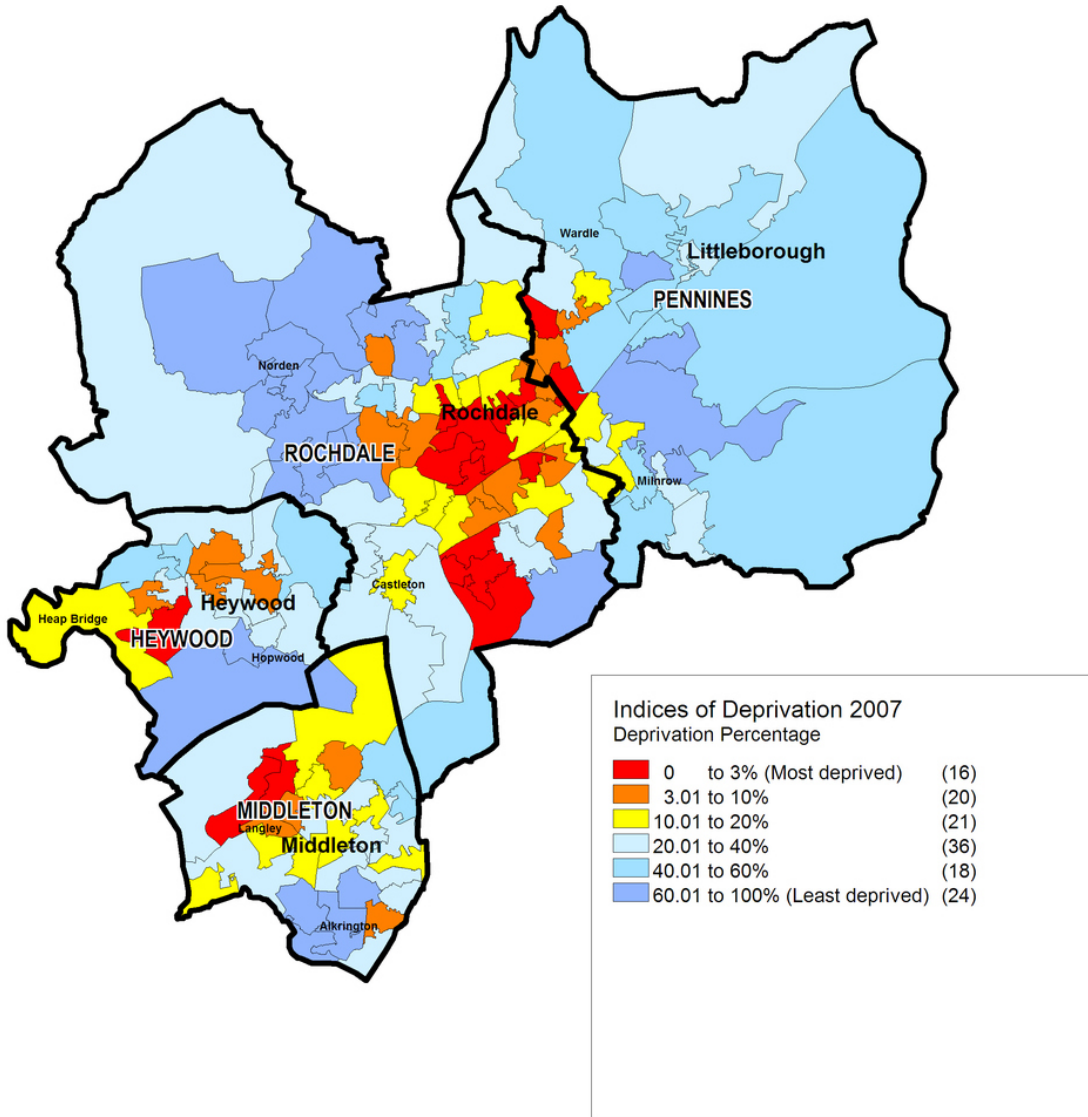 Wardle
Littleborough
PENNINES
Norden
Rochdale
ROCHDALE
Milnrow
Castleton
Heywood
Heap Bridge
HEYWOOD
Hopwood
MIDDLETON
Langley
Middleton
Alkrington
Indices of Deprivation 2007
Deprivation Percentage
0 to 3% (Most deprived) (16)
3.01 to 10% (20)
10.01 to 20% (21)
20.01 to 40% (36)
40.01 to 60% (18)
60.01 to 100% (Least deprived) (24)